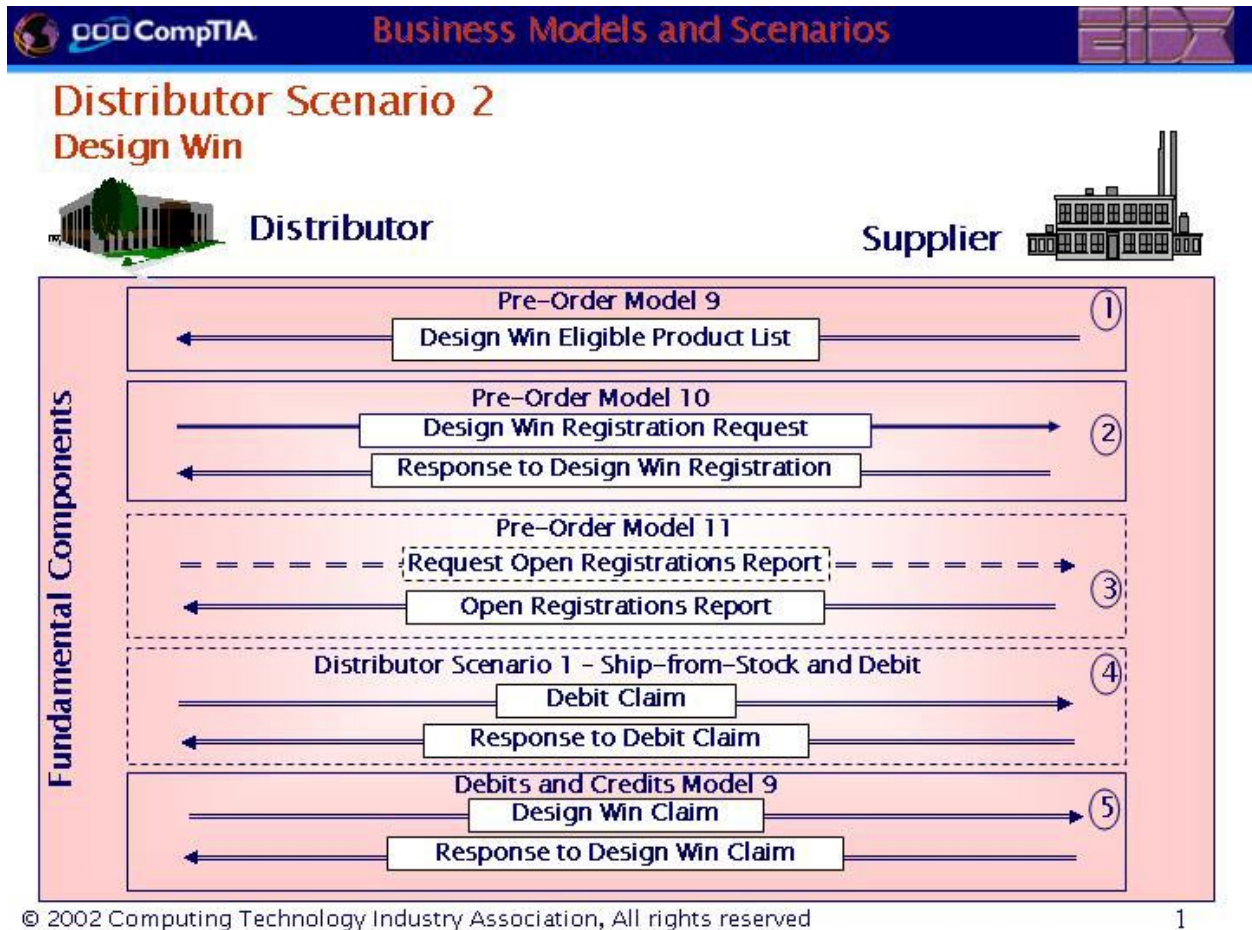 CompTIA.
Business Models and Scenarios
EIDX
Distributor Scenario 2
Design Win
Distributor
Supplier
Fundamental Components
Pre-Order Model 9
1
Design Win Eligible Product List
Pre-Order Model 10
Design Win Registration Request
2
Response to Design Win Registration
Pre-Order Model 11
Request Open Registrations Report
3
Open Registrations Report
Distributor Scenario 1 - Ship-from-Stock and Debit
4
Debit Claim
Response to Debit Claim
Debits and Credits Model 9
Design Win Claim
5
Response to Design Win Claim
© 2002 Computing Technology Industry Association, All rights reserved
1